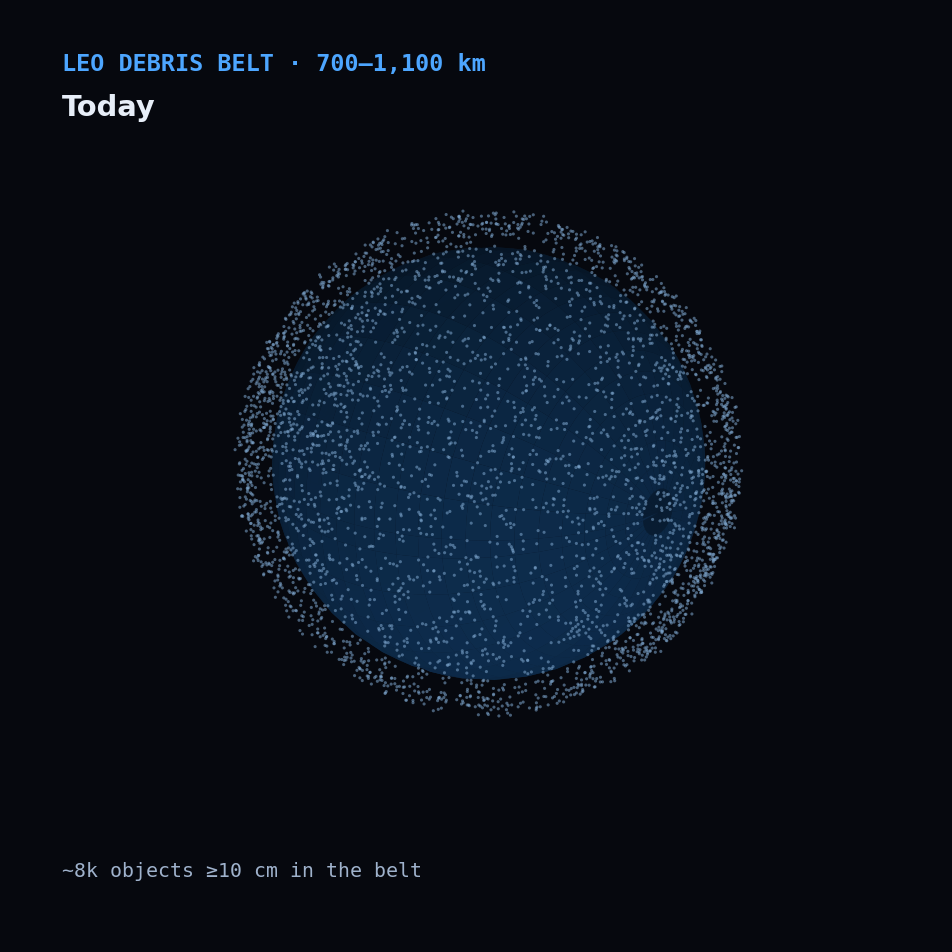 LEO DEBRIS BELT · 700–1,100 km
Today
~8k objects ≥10 cm in the belt